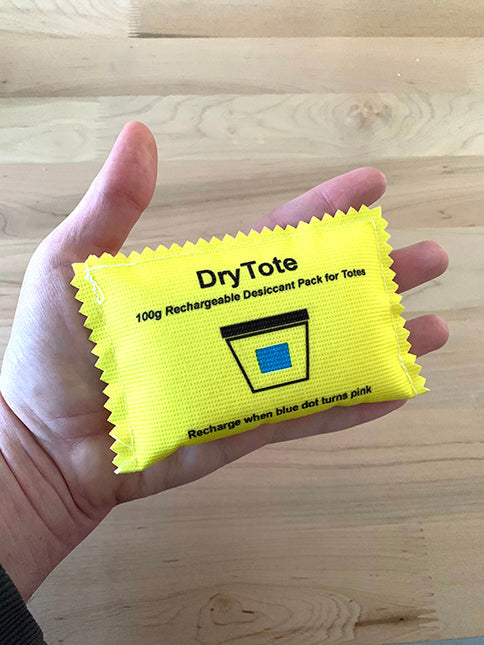 DryTote
100g Rechargeable Desiccant Pack for Totes
Recharge when blue dot turns pink